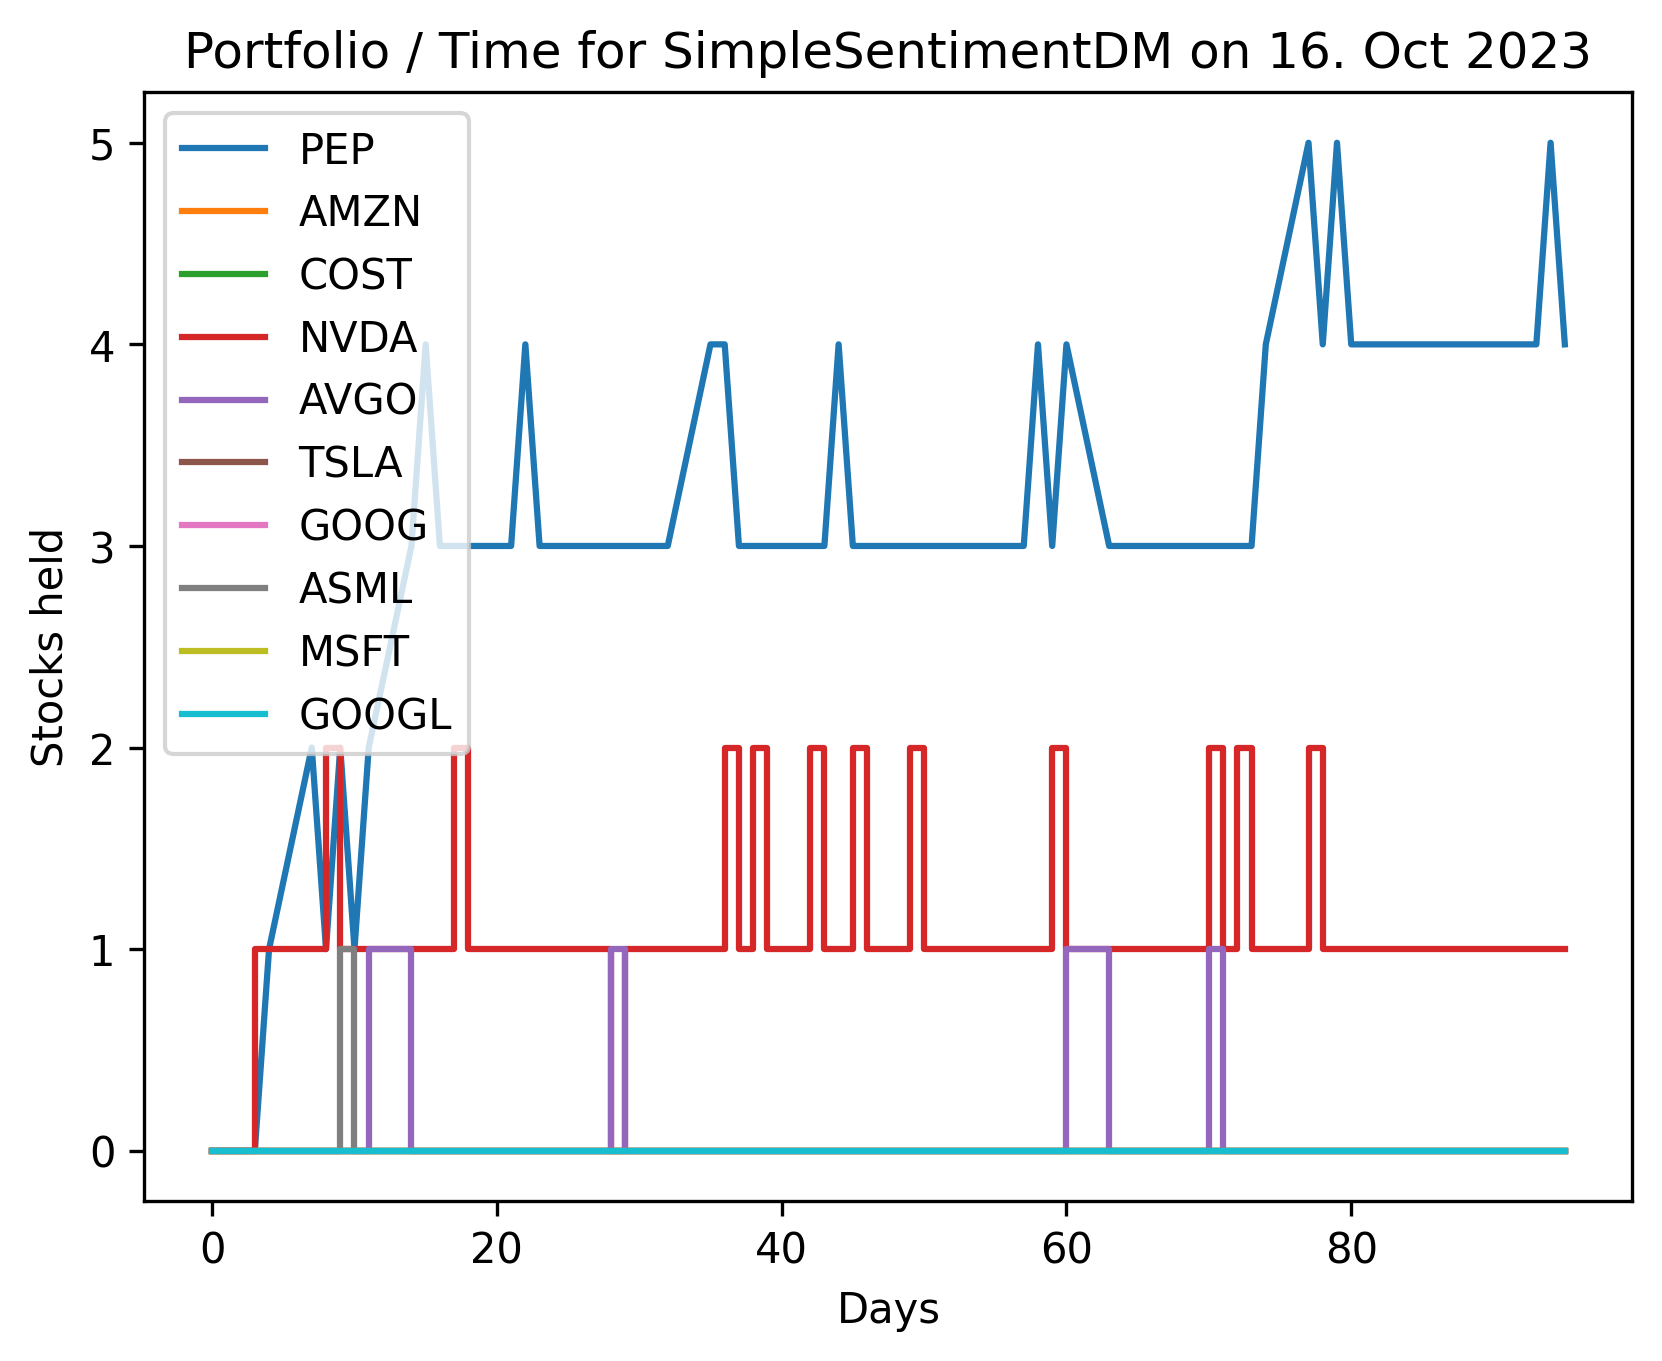 Portfolio / Time for SimpleSentimentDM on 16. Oct 2023
5
4
3
2
1
0
Stocks held
PEP
AMZN
COST
NVDA
AVGO
TSLA
GOOG
ASML
MSFT
GOOGL
0 20 40 60 80
Days